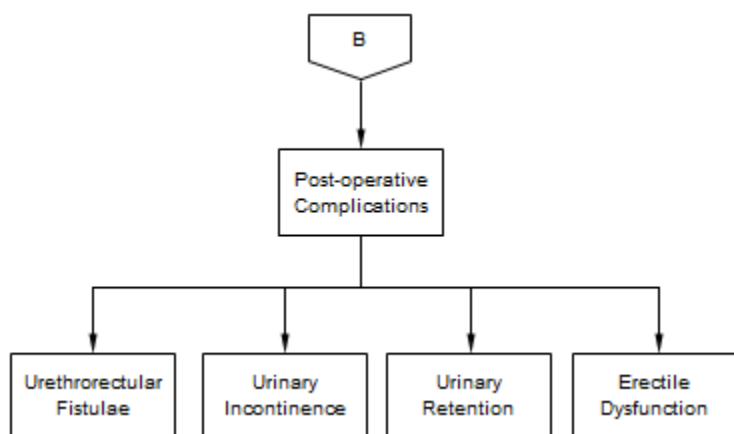 B
Post-operative
Complications
Urethrorectular
Fistulae
Urinary
Incontinence
Urinary
Retention
Erectile
Dysfunction